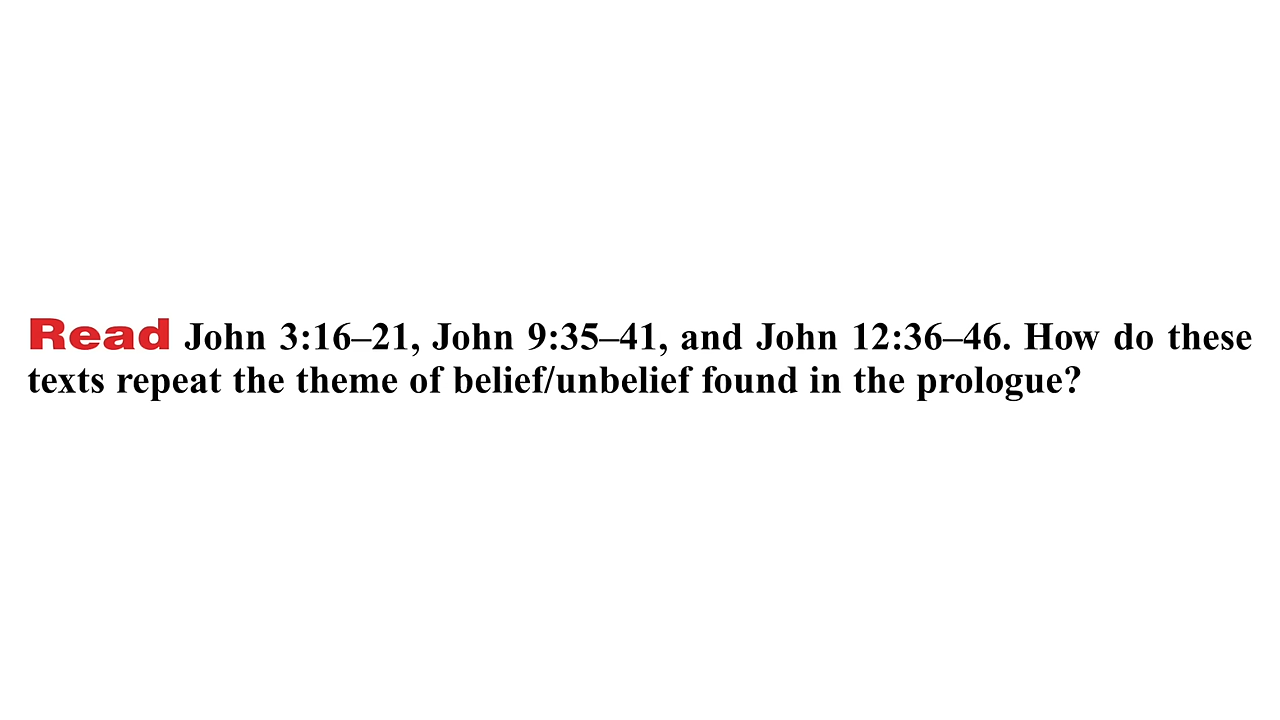 Read John 3:16–21, John 9:35–41, and John 12:36–46. How do these
texts repeat the theme of belief/unbelief found in the prologue?